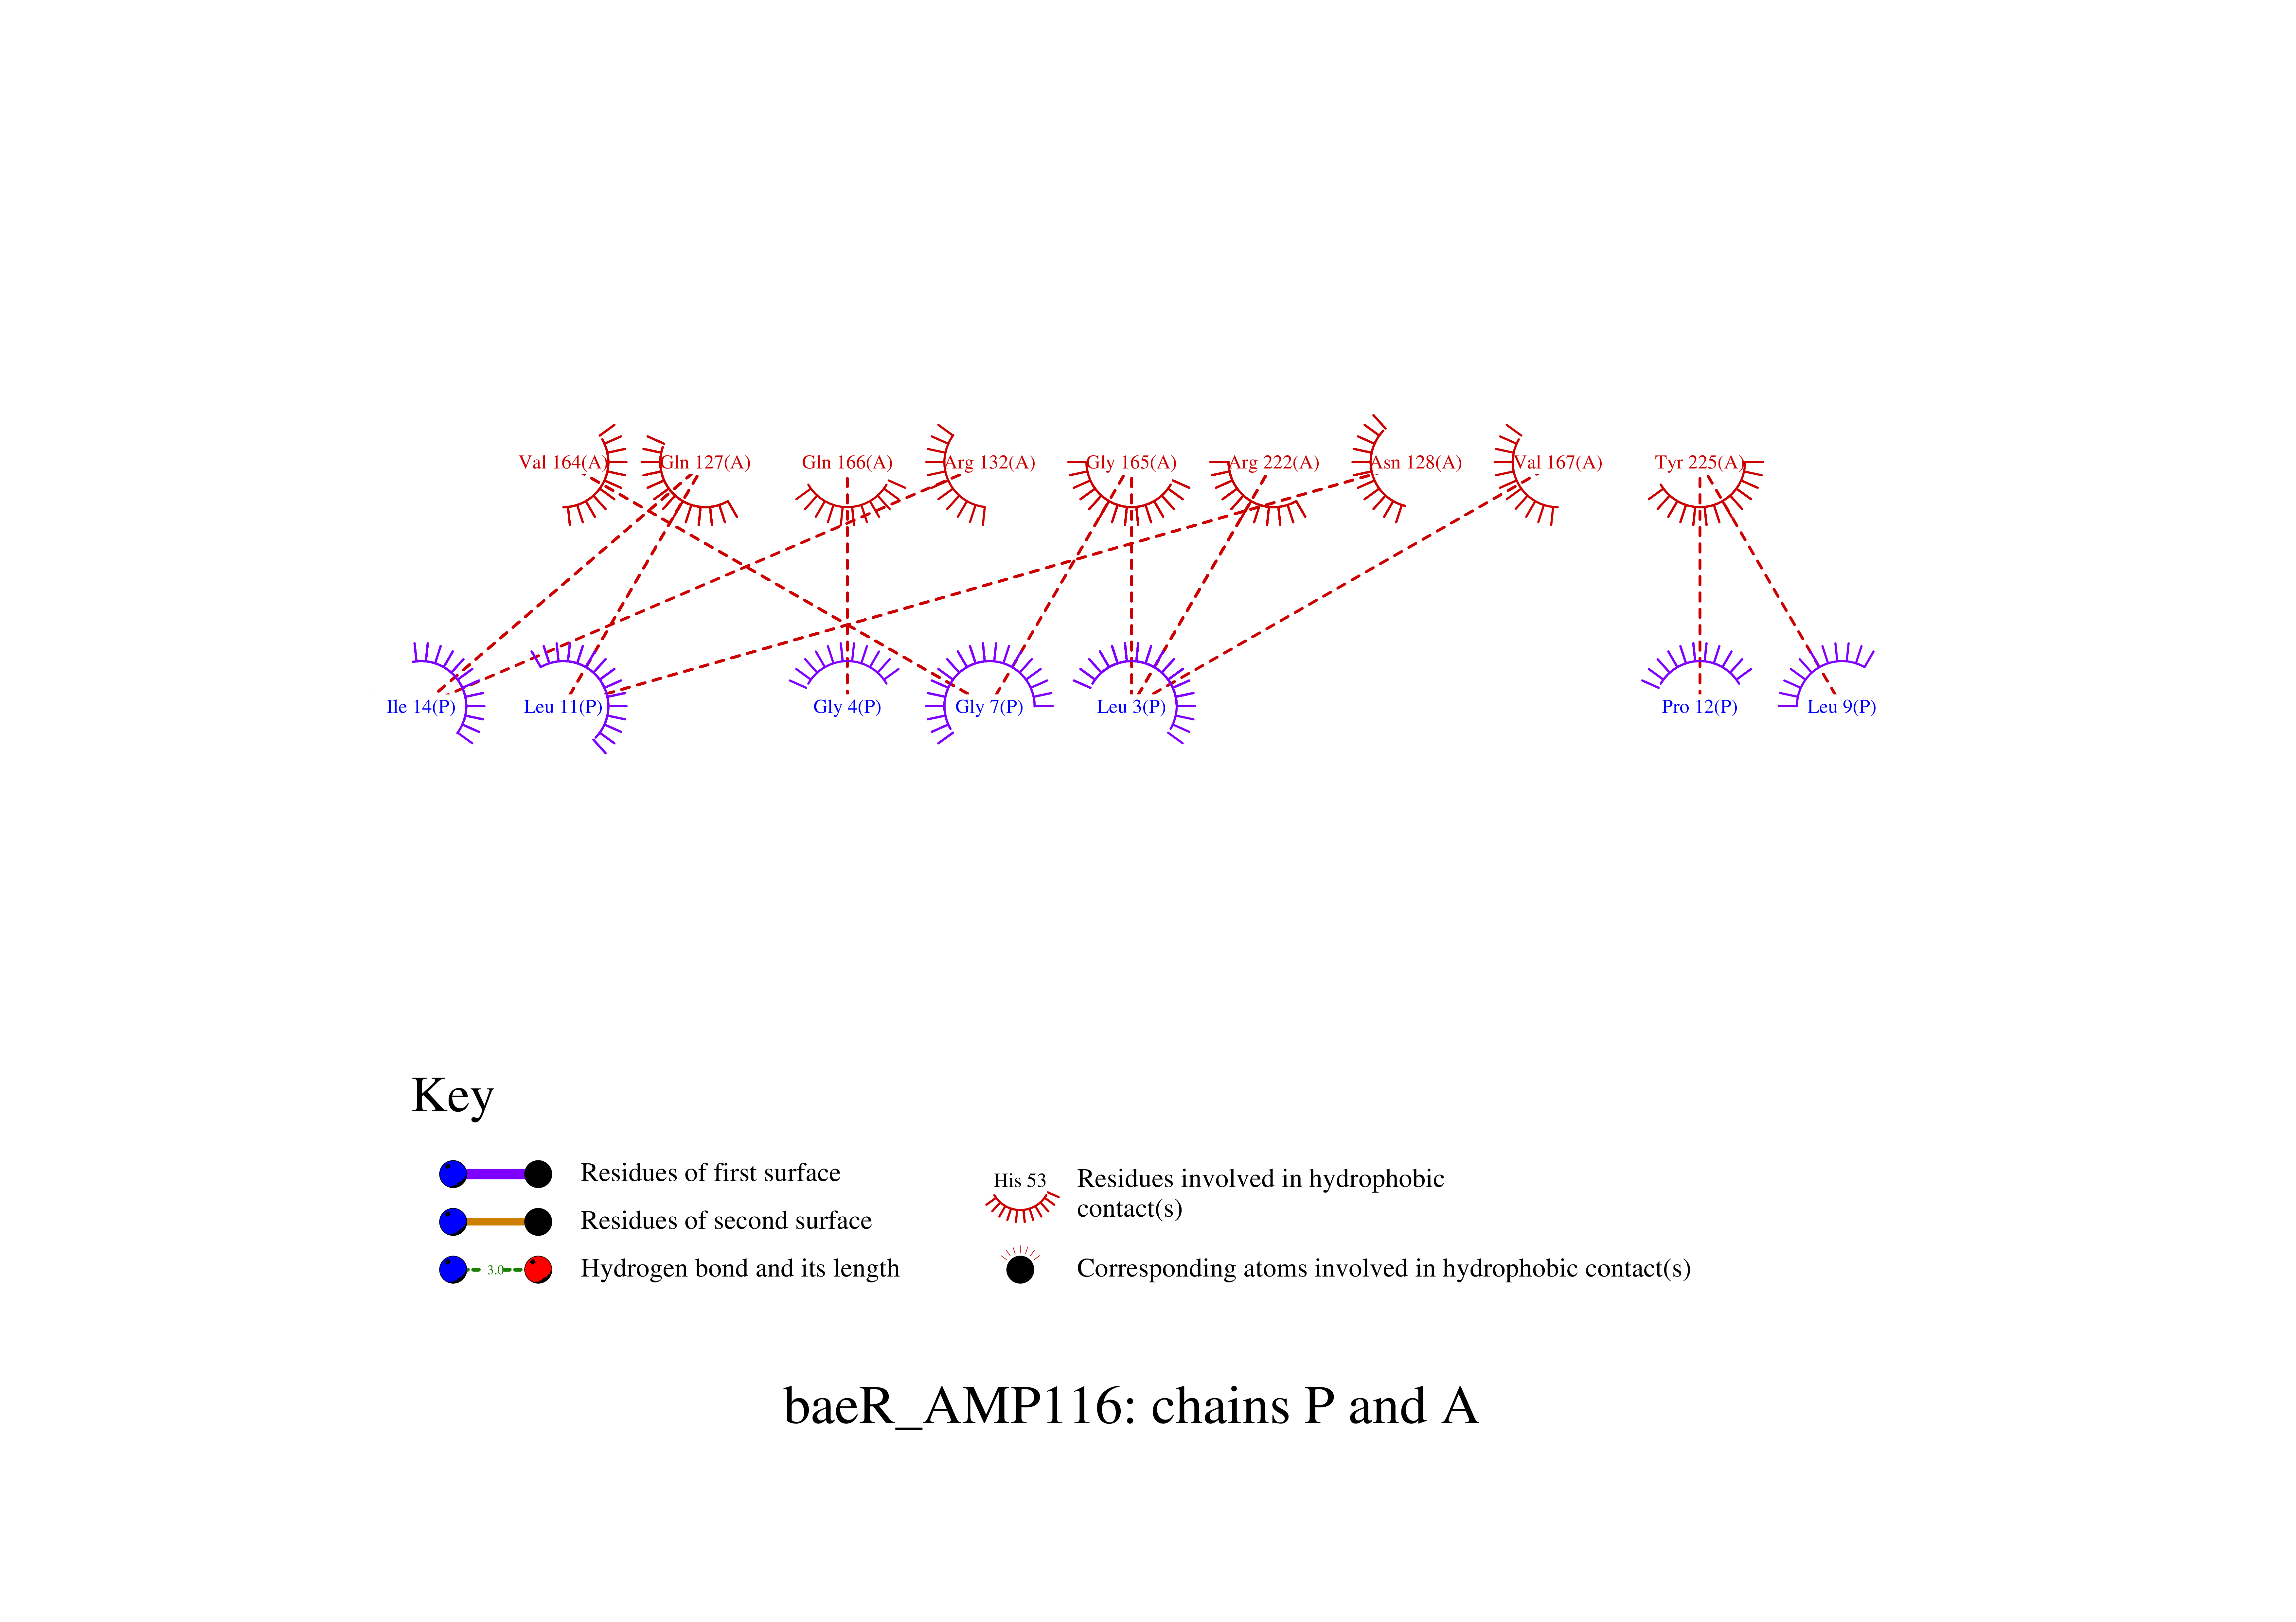 Val 164(A) Gln 127(A) Gln 166(A) Arg 132(A) Gly 165(A) Arg 222(A) Asn 128(A) Val 167(A) Tyr 225(A)
Ile 14(P) Leu 11(P) Gly 4(P) Gly 7(P) Leu 3(P) Pro 12(P) Leu 9(P)
Key
Residues of first surface
Residues of second surface
3.0 Hydrogen bond and its length
His 53 Residues involved in hydrophobic
contact(s)
Corresponding atoms involved in hydrophobic contact(s)
baeR_AMP116: chains P and A